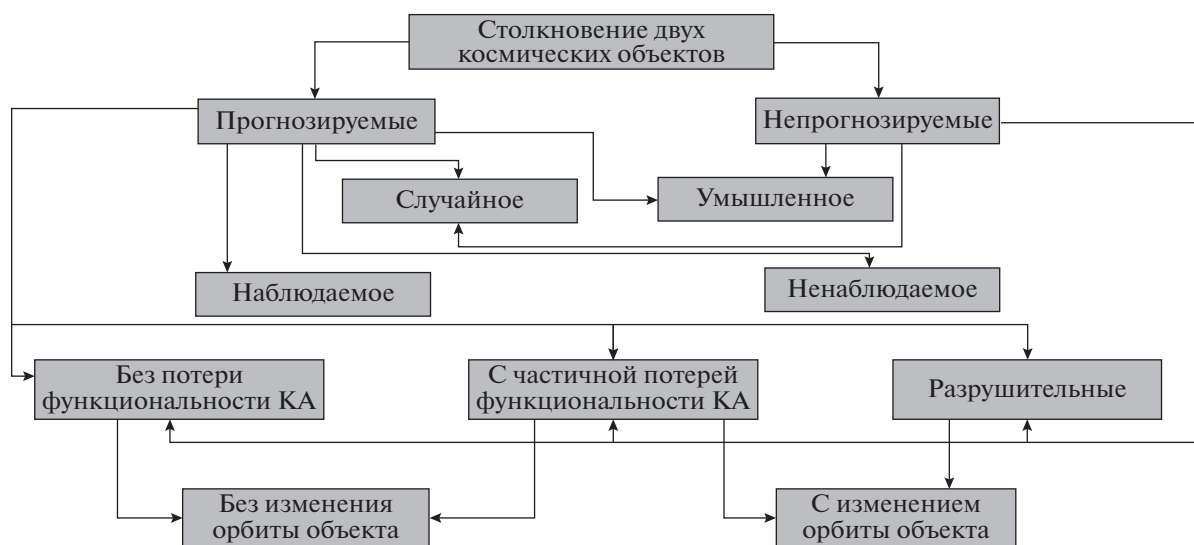 Столкновение двух
космических объектов
Прогнозируемые
Непрогнозируемые
Случайное
Умышленное
Наблюдаемое
Ненаблюдаемое
Без потери
функциональности КА
С частичной потерей
функциональности КА
Разрушительные
Без изменения
орбиты объекта
С изменением
орбиты объекта